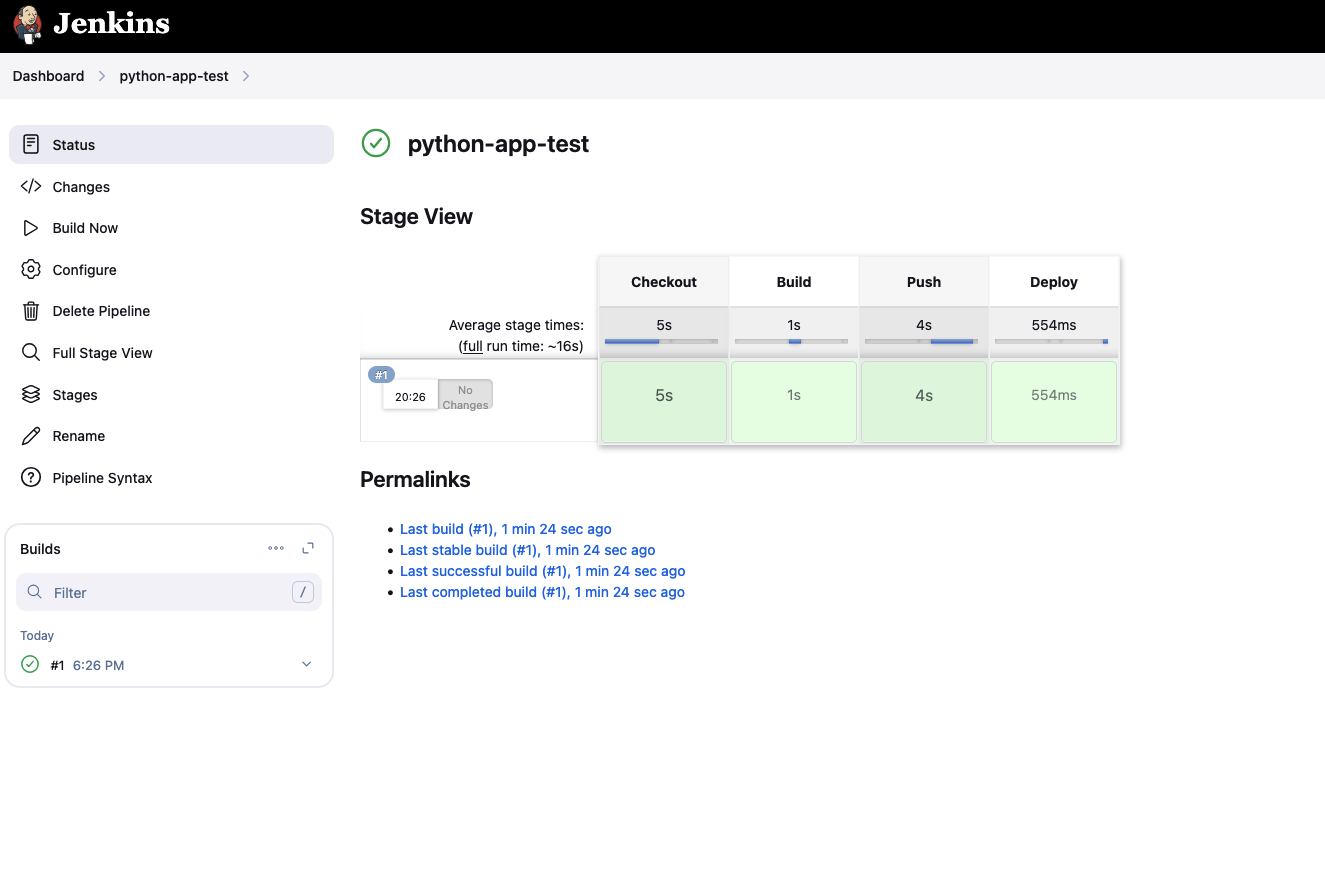 Jenkins
Dashboard python-app-test
Status
Changes
Build Now
Configure
Delete Pipeline
Full Stage View
Stages
Rename
Pipeline Syntax
Builds
Filter /
Today
#1 6:26 PM
python-app-test
Stage View
Checkout Build Push Deploy
Average stage times: 5s 1s 4s 554ms
(full run time: ~16s)
#1
20:26 No Changes 5s 1s 4s 554ms
Permalinks
Last build (#1), 1 min 24 sec ago
Last stable build (#1), 1 min 24 sec ago
Last successful build (#1), 1 min 24 sec ago
Last completed build (#1), 1 min 24 sec ago